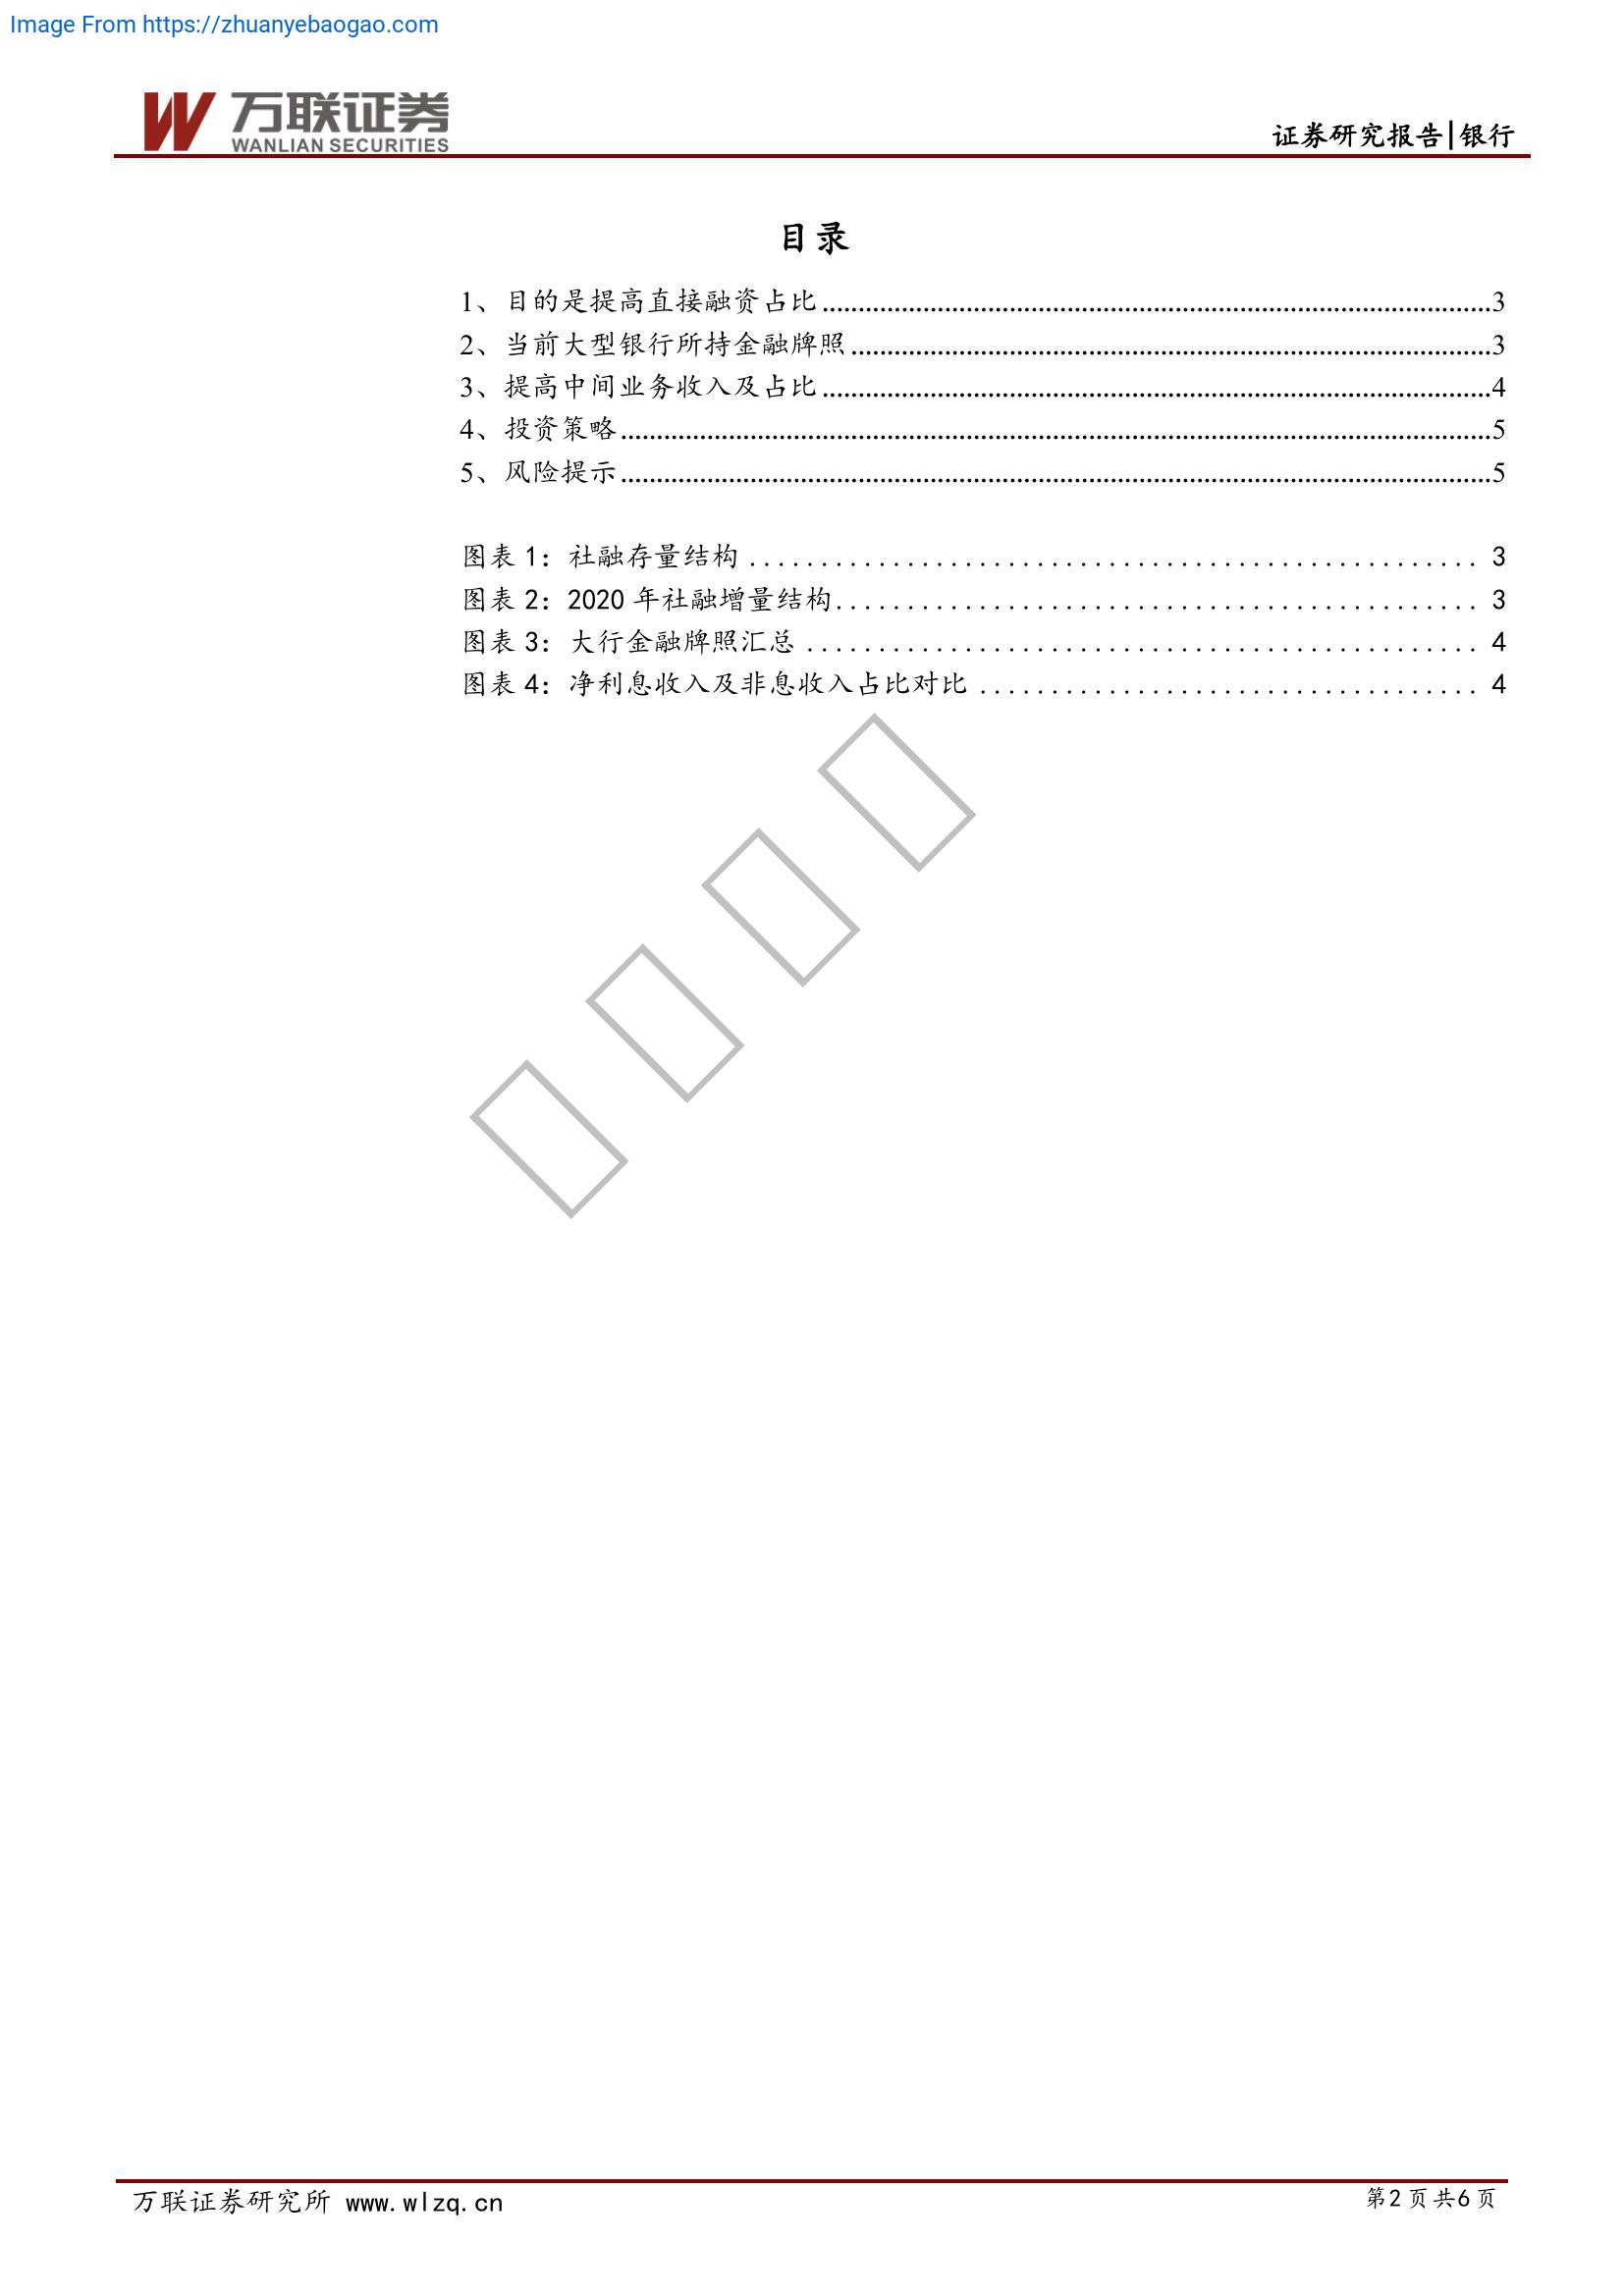 Image From https://zhuanyebaogao.com
万联证券
WANLIAN SECURITIES
证券研究报告|银行
目录
1、目的是提高直接融资占比......3
2、当前大型银行所持金融牌照......3
3、提高中间业务收入及占比......4
4、投资策略......5
5、风险提示......5
图表 1：社融存量结构 ...... 3
图表 2：2020 年社融增量结构...... 3
图表 3：大行金融牌照汇总 ...... 4
图表 4：净利息收入及非息收入占比对比 ...... 4
万联证券研究所 www.wlzq.cn
第2页共6页